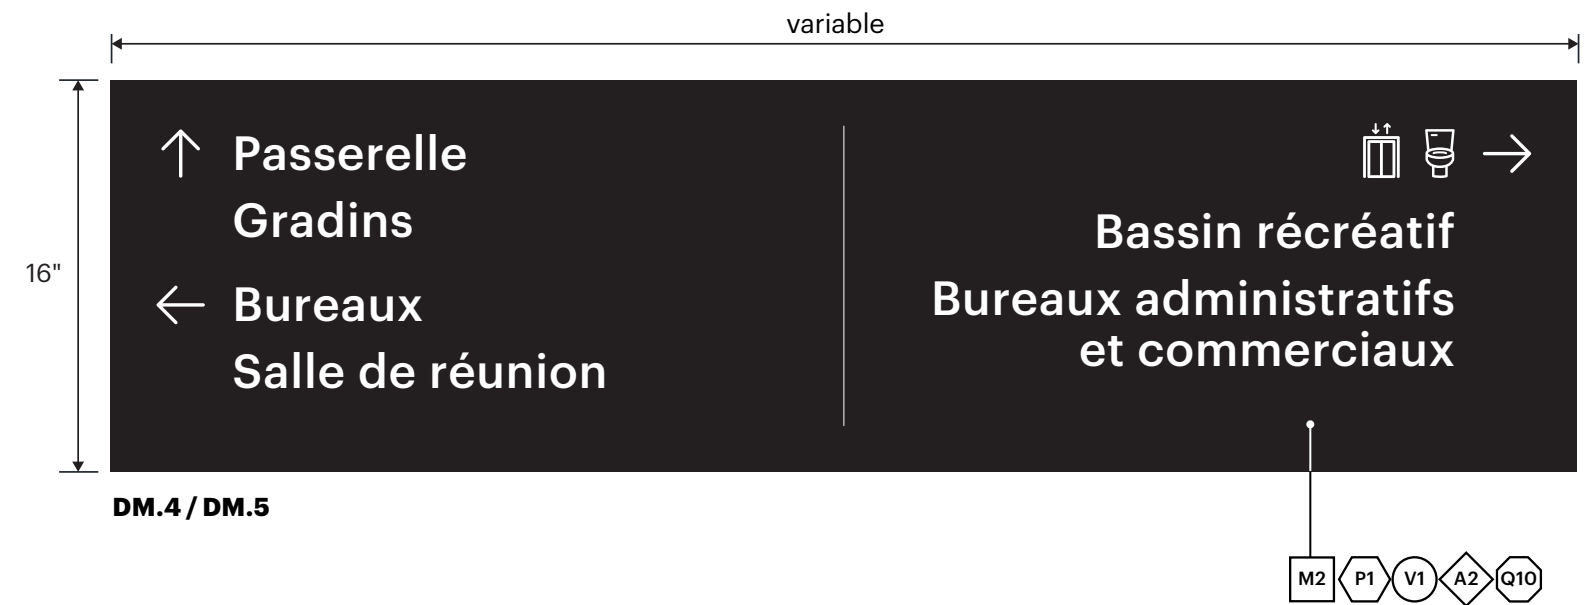 variable
16"
Passerelle
Gradins
Bureaux
Salle de réunion
Bassin récréatif
Bureaux administratifs
et commerciaux
DM.4 / DM.5
M2 P1 V1 A2 Q10